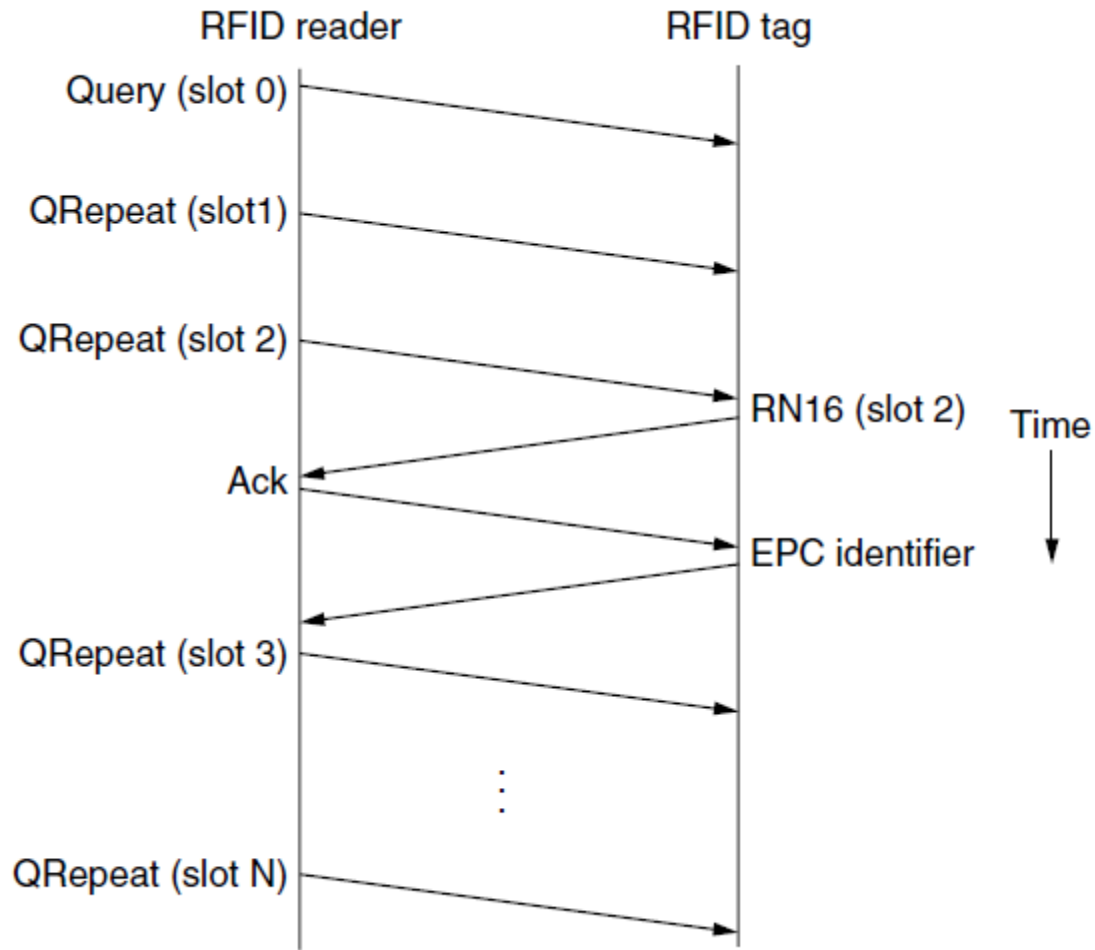 RFID reader
RFID tag
Query (slot 0)
QRepeat (slot1)
QRepeat (slot 2)
RN16 (slot 2)
Time
Ack
EPC identifier
QRepeat (slot 3)
QRepeat (slot N)